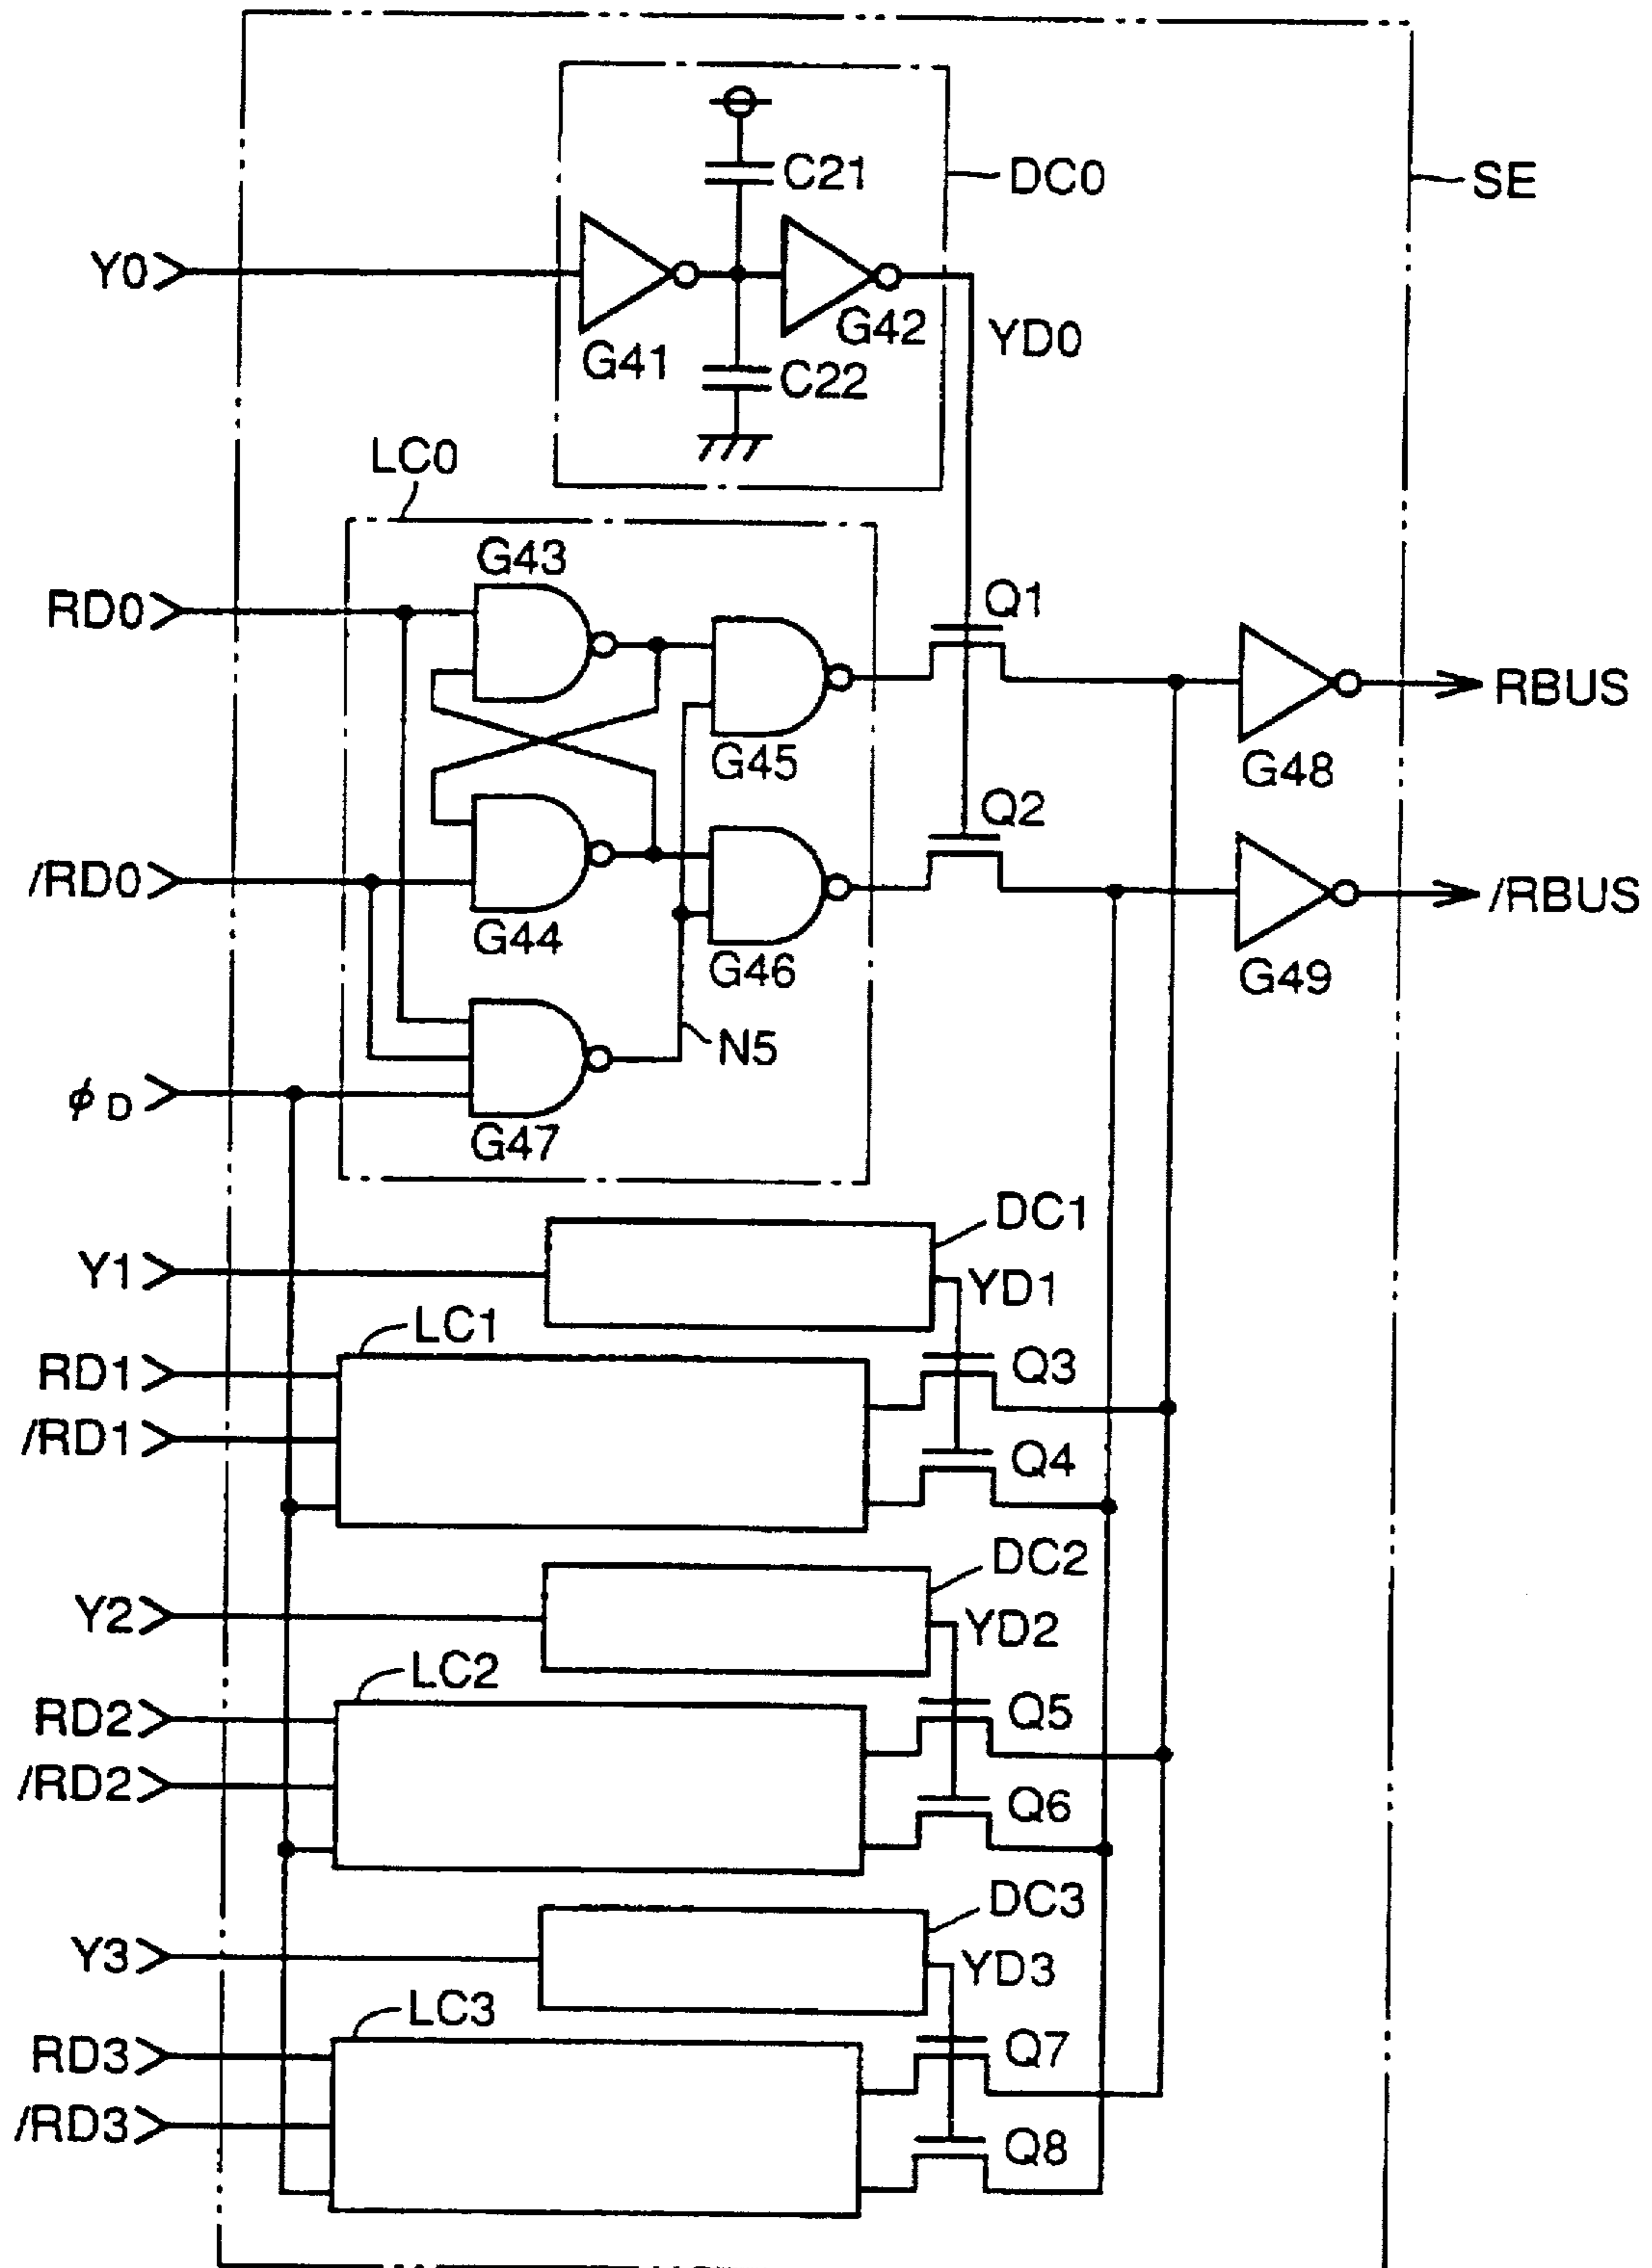 C21
DC0
SE
Y0
G41
G42
YD0
C22
LC0
G43
RD0
Q1
RBUS
G45
G48
Q2
/RD0
/RBUS
G44
G46
G49
N5
φD
G47
DC1
Y1
YD1
LC1
RD1
Q3
/RD1
Q4
DC2
Y2
YD2
LC2
RD2
Q5
/RD2
Q6
DC3
Y3
YD3
LC3
RD3
Q7
/RD3
Q8